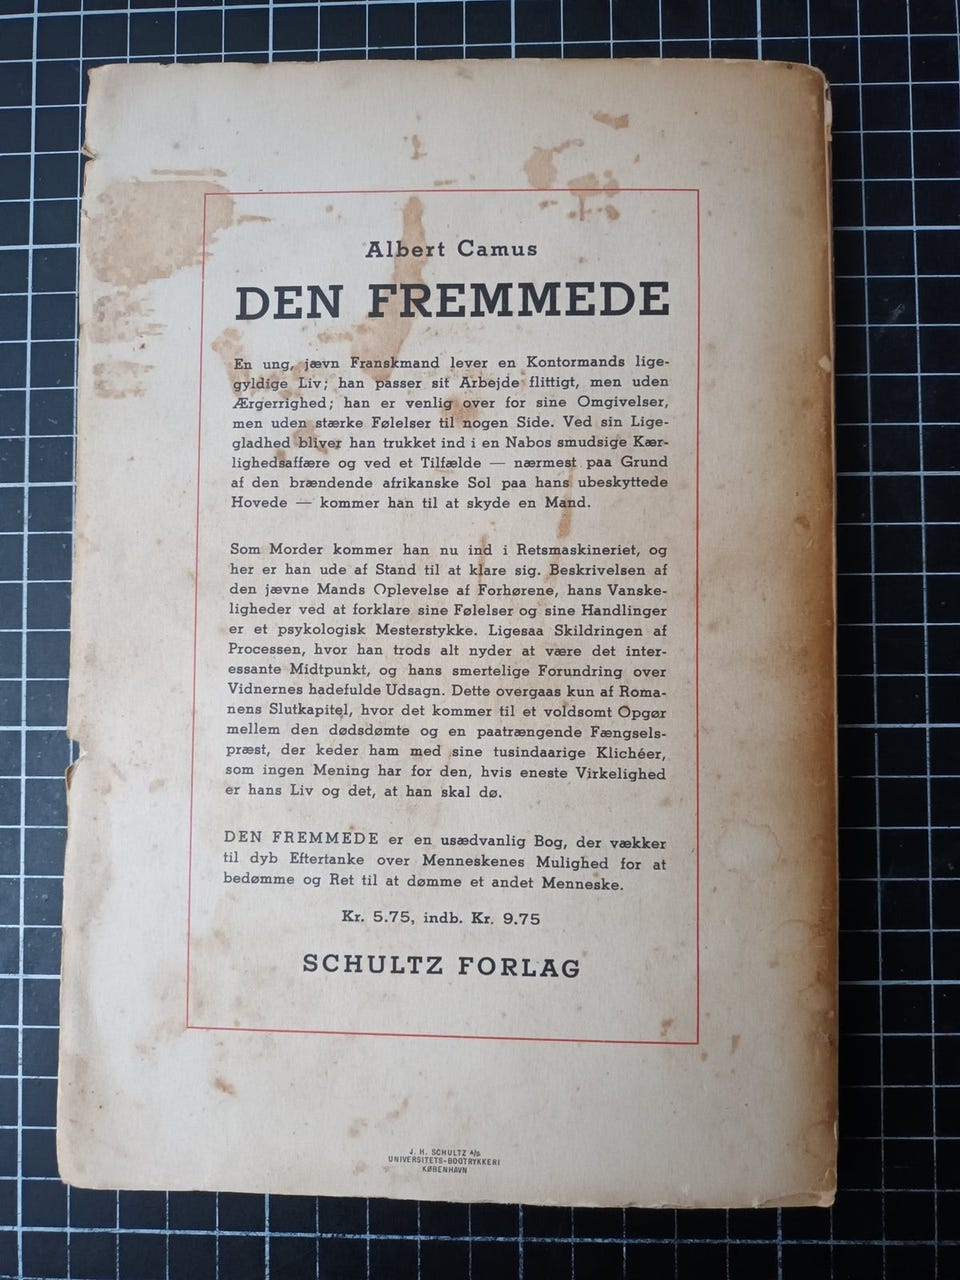 Albert Camus
DEN FREMMEDE
En ung, jævn Franskmand lever en Kontormands lige-
gyldige Liv; han passer sit Arbejde flittigt, men uden
Ærgerrighed; han er venlig over for sine Omgivelser,
men uden stærke Følelser til nogen Side. Ved sin Lige-
gladhed bliver han trukket ind i en Nabos smudsige Kær-
lighedsaffære og ved et Tilfælde — nærmest paa Grund
af den brændende afrikanske Sol paa hans ubeskyttede
Hovede — kommer han til at skyde en Mand.
Som Morder kommer han nu ind i Retsmaskineriet, og
her er han ude af Stand til at klare sig. Beskrivelsen af
den jævne Mands Oplevelse af Forhørene, hans Vanske-
ligheder ved at forklare sine Følelser og sine Handlinger
er et psykologisk Mesterstykke. Ligesaa Skildringen af
Processen, hvor han trods alt nyder at være det inter-
essante Midtpunkt, og hans smertelige Forundring over
Vidnernes hadefulde Udsagn. Dette overgaas kun af Roma-
nens Slutkapitel, hvor det kommer til et voldsomt Opgør
mellem den dødsdømte og en paatrængende Fængsels-
præst, der keder ham med sine tusindaarige Klichéer,
som ingen Mening har for den, hvis eneste Virkelighed
er hans Liv og det, at han skal dø.
DEN FREMMEDE er en usædvanlig Bog, der vækker
til dyb Eftertanke over Menneskenes Mulighed for at
bedømme og Ret til at dømme et andet Menneske.
Kr. 5.75, indb. Kr. 9.75
SCHULTZ FORLAG
J. H. SCHULTZ A/S
UNIVERSITETS-BOGTRYKKERI
KØBENHAVN